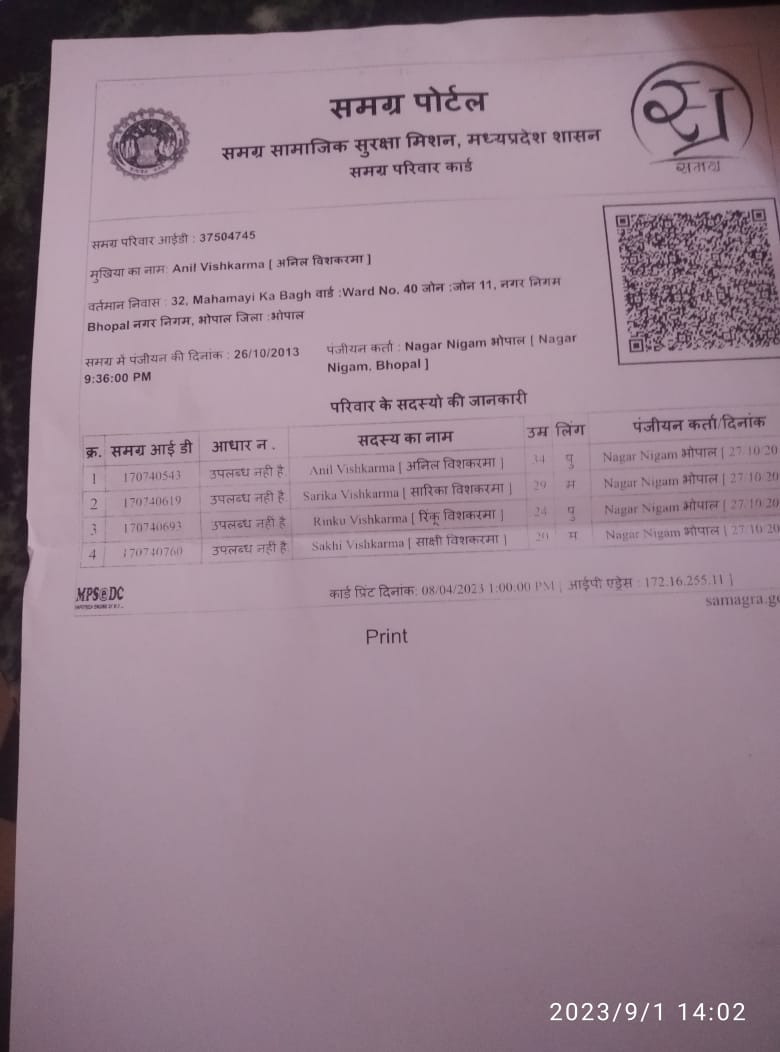 समग्र पोर्टल
समग्र सामाजिक सुरक्षा मिशन, मध्यप्रदेश शासन
समग्र परिवार कार्ड
समग्र
समग्र परिवार आईडी : 37504745
मुखिया का नाम: Anil Vishkarma [ अनिल विशकरमा ]
वर्तमान निवास : 32, Mahamayi Ka Bagh वार्ड :Ward No. 40 जोन :जोन 11, नगर निगम
Bhopal नगर निगम, भोपाल जिला :भोपाल
समग्र में पंजीयन की दिनांक : 26/10/2013 पंजीयन कर्ता : Nagar Nigam भोपाल [ Nagar
9:36:00 PM Nigam, Bhopal ]
परिवार के सदस्यो की जानकारी
क्र. समग्र आई डी आधार न . सदस्य का नाम उम्र लिंग पंजीयन कर्ता/दिनांक
1 170740543 उपलब्ध नही है. Anil Vishkarma [ अनिल विशकरमा ] 34 पु Nagar Nigam भोपाल [ 27/10/20
2 170740619 उपलब्ध नही है. Sarika Vishkarma [ सारिका विशकरमा ] 29 म Nagar Nigam भोपाल [ 27/10/20
3 170740693 उपलब्ध नही है. Rinku Vishkarma [ रिंकू विशकरमा ] 24 पु Nagar Nigam भोपाल [ 27/10/20
4 170740760 उपलब्ध नही है. Sakhi Vishkarma [ साक्षी विशकरमा ] 20 म Nagar Nigam भोपाल [ 27/10/20
MPS@DC कार्ड प्रिंट दिनांक: 08/04/2023 1:00:00 PM | आईपी एड्रेस : 172.16.255.11 ]
samagra.go
Print
2023/9/1 14:02